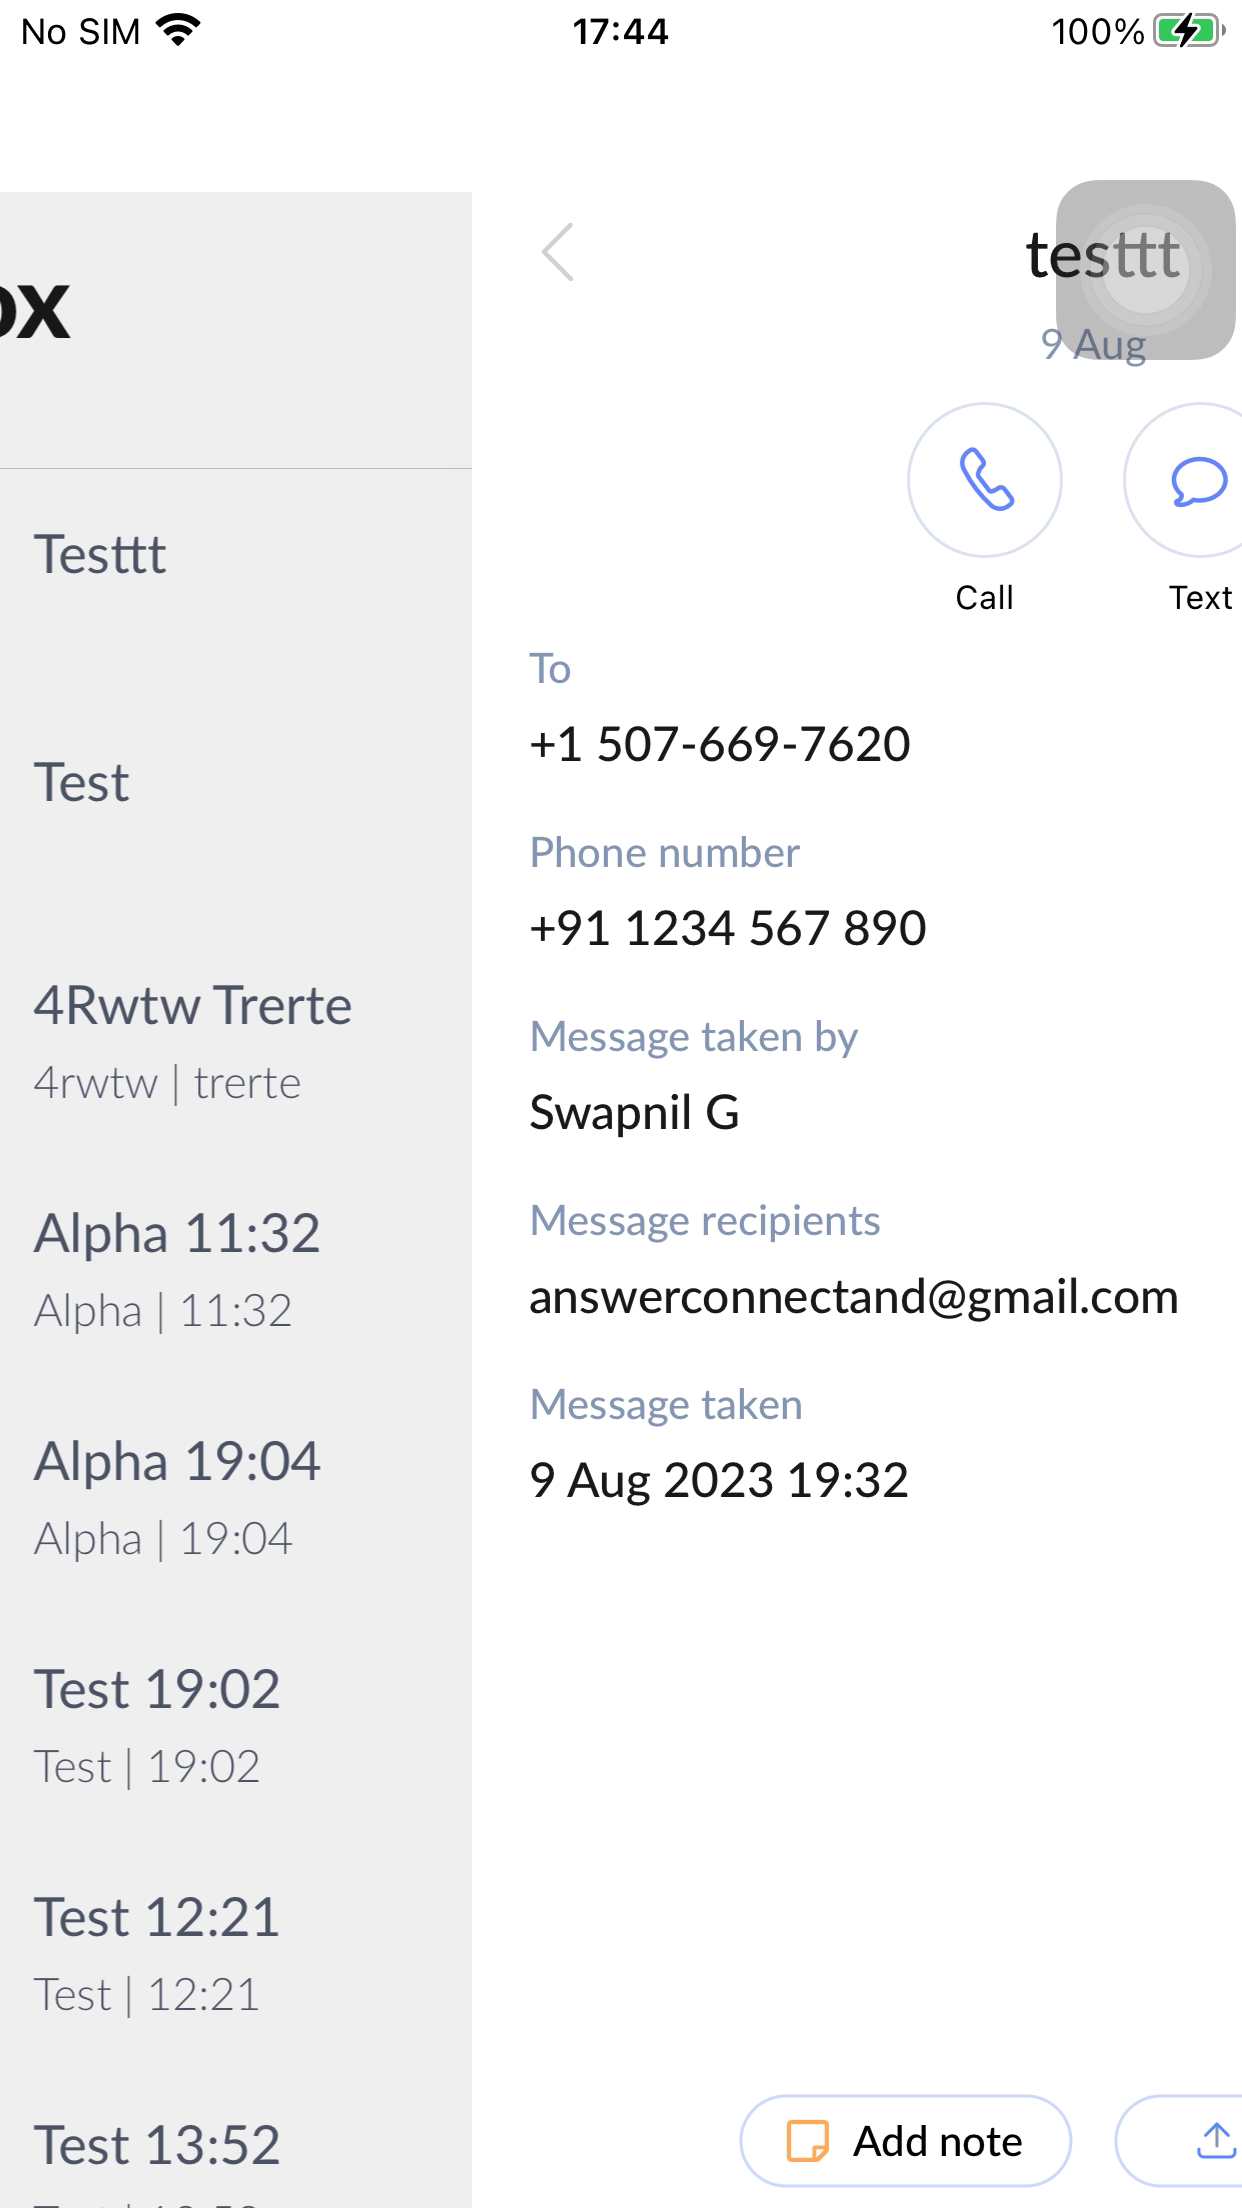 No SIM 17:44 100%
ox
Testtt
Test
4Rwtw Trerte
4rwtw | trerte
Alpha 11:32
Alpha | 11:32
Alpha 19:04
Alpha | 19:04
Test 19:02
Test | 19:02
Test 12:21
Test | 12:21
Test 13:52
testtt
9 Aug
Call Text
To
+1 507-669-7620
Phone number
+91 1234 567 890
Message taken by
Swapnil G
Message recipients
answerconnectand@gmail.com
Message taken
9 Aug 2023 19:32
Add note